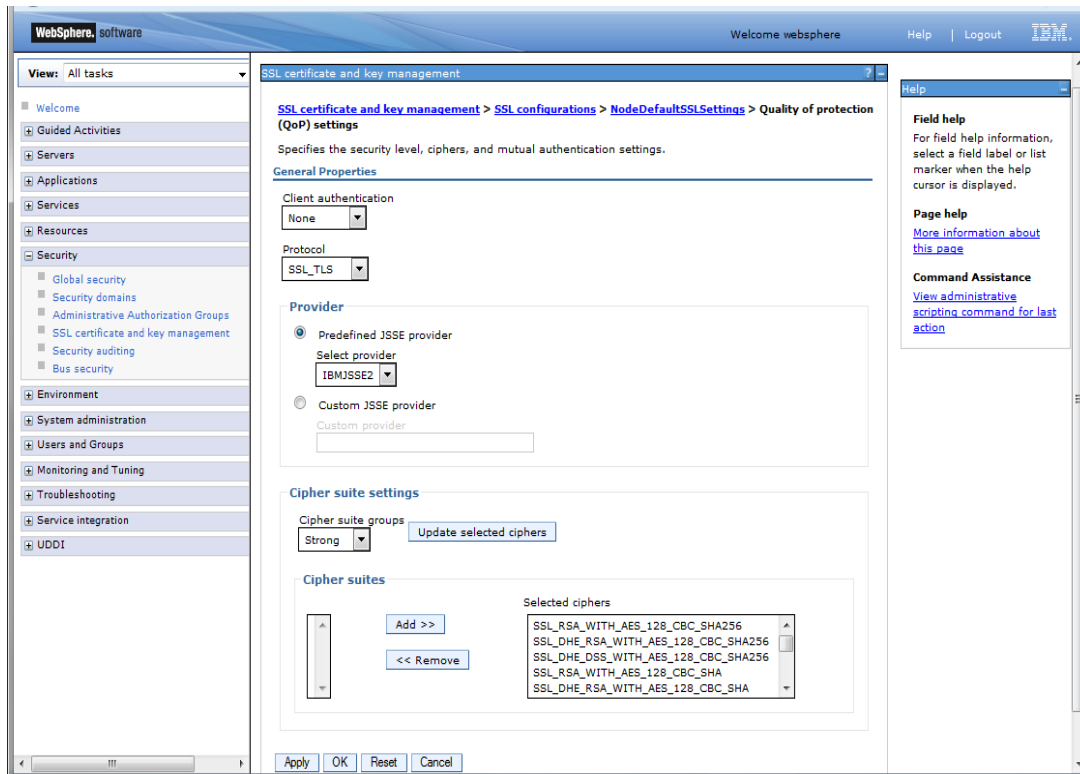 WebSphere. software
Welcome websphere
Help | Logout
IBM.
View: All tasks
Welcome
Guided Activities
Servers
Applications
Services
Resources
Security
Global security
Security domains
Administrative Authorization Groups
SSL certificate and key management
Security auditing
Bus security
Environment
System administration
Users and Groups
Monitoring and Tuning
Troubleshooting
Service integration
UDDI
SSL certificate and key management
SSL certificate and key management > SSL configurations > NodeDefaultSSLSettings > Quality of protection
(QoP) settings
Specifies the security level, ciphers, and mutual authentication settings.
General Properties
Client authentication
None
Protocol
SSL_TLS
Provider
Predefined JSSE provider
Select provider
IBMJSSE2
Custom JSSE provider
Custom provider
Cipher suite settings
Cipher suite groups
Strong
Update selected ciphers
Cipher suites
Add >>
<< Remove
Selected ciphers
SSL_RSA_WITH_AES_128_CBC_SHA256
SSL_DHE_RSA_WITH_AES_128_CBC_SHA256
SSL_DHE_DSS_WITH_AES_128_CBC_SHA256
SSL_RSA_WITH_AES_128_CBC_SHA
SSL_DHE_RSA_WITH_AES_128_CBC_SHA
Apply OK Reset Cancel
Help
Field help
For field help information,
select a field label or list
marker when the help
cursor is displayed.
Page help
More information about
this page
Command Assistance
View administrative
scripting command for last
action